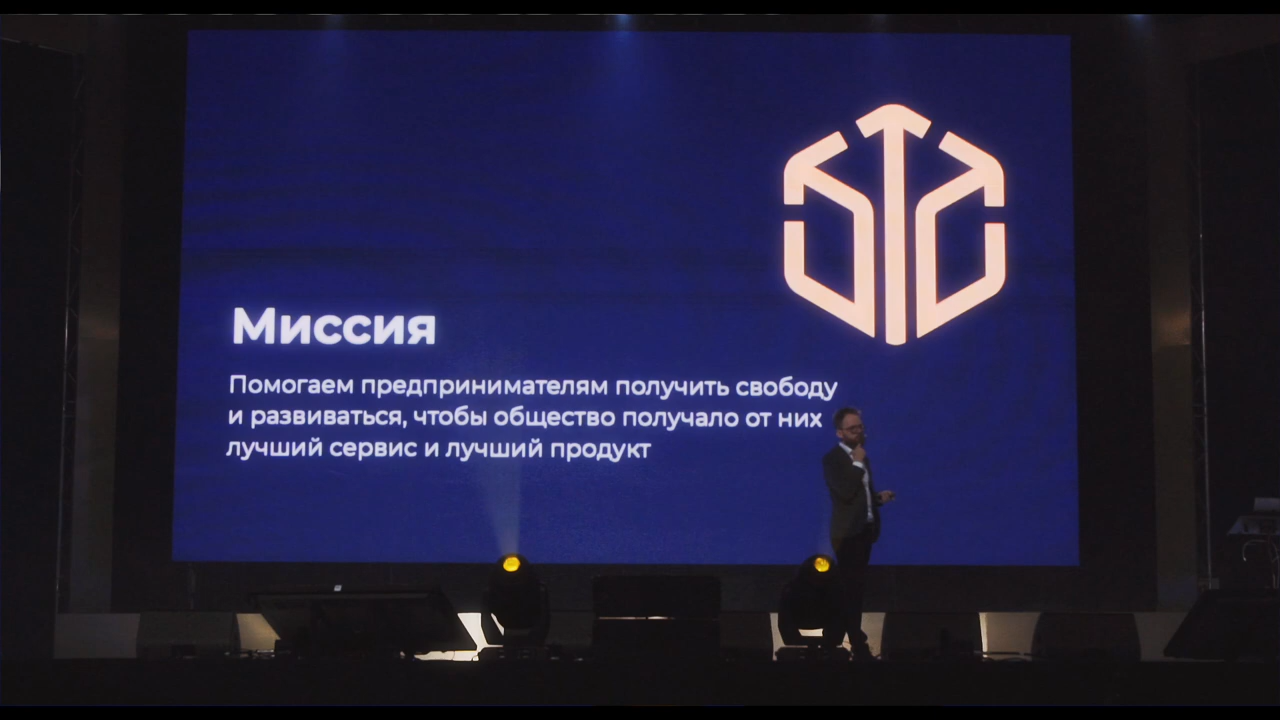 Миссия
Помогаем предпринимателям получить свободу
и развиваться, чтобы общество получало от них
лучший сервис и лучший продукт